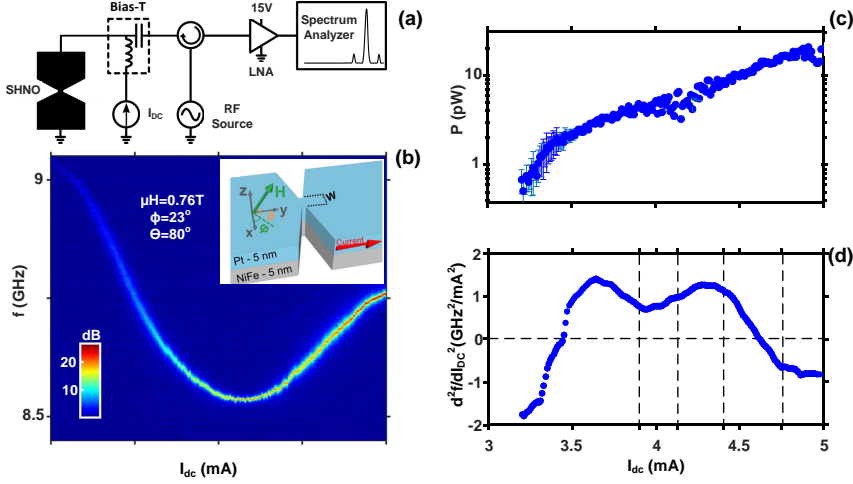 (a)
Bias-T
15V
Spectrum
Analyzer
SHNO
I_DC
RF
Source
LNA
(b)
f (GHz)
9
8.5
μH=0.76T
ϕ=23°
Θ=80°
z
H
y
x
ϕ
W
Current
Pt - 5 nm
NiFe - 5 nm
dB
20
10
I_dc (mA)
(c)
P (pW)
10
1
(d)
d²f/dI_DC² (GHz²/mA²)
2
1
0
-1
-2
3
3.5
4
4.5
5
I_dc (mA)